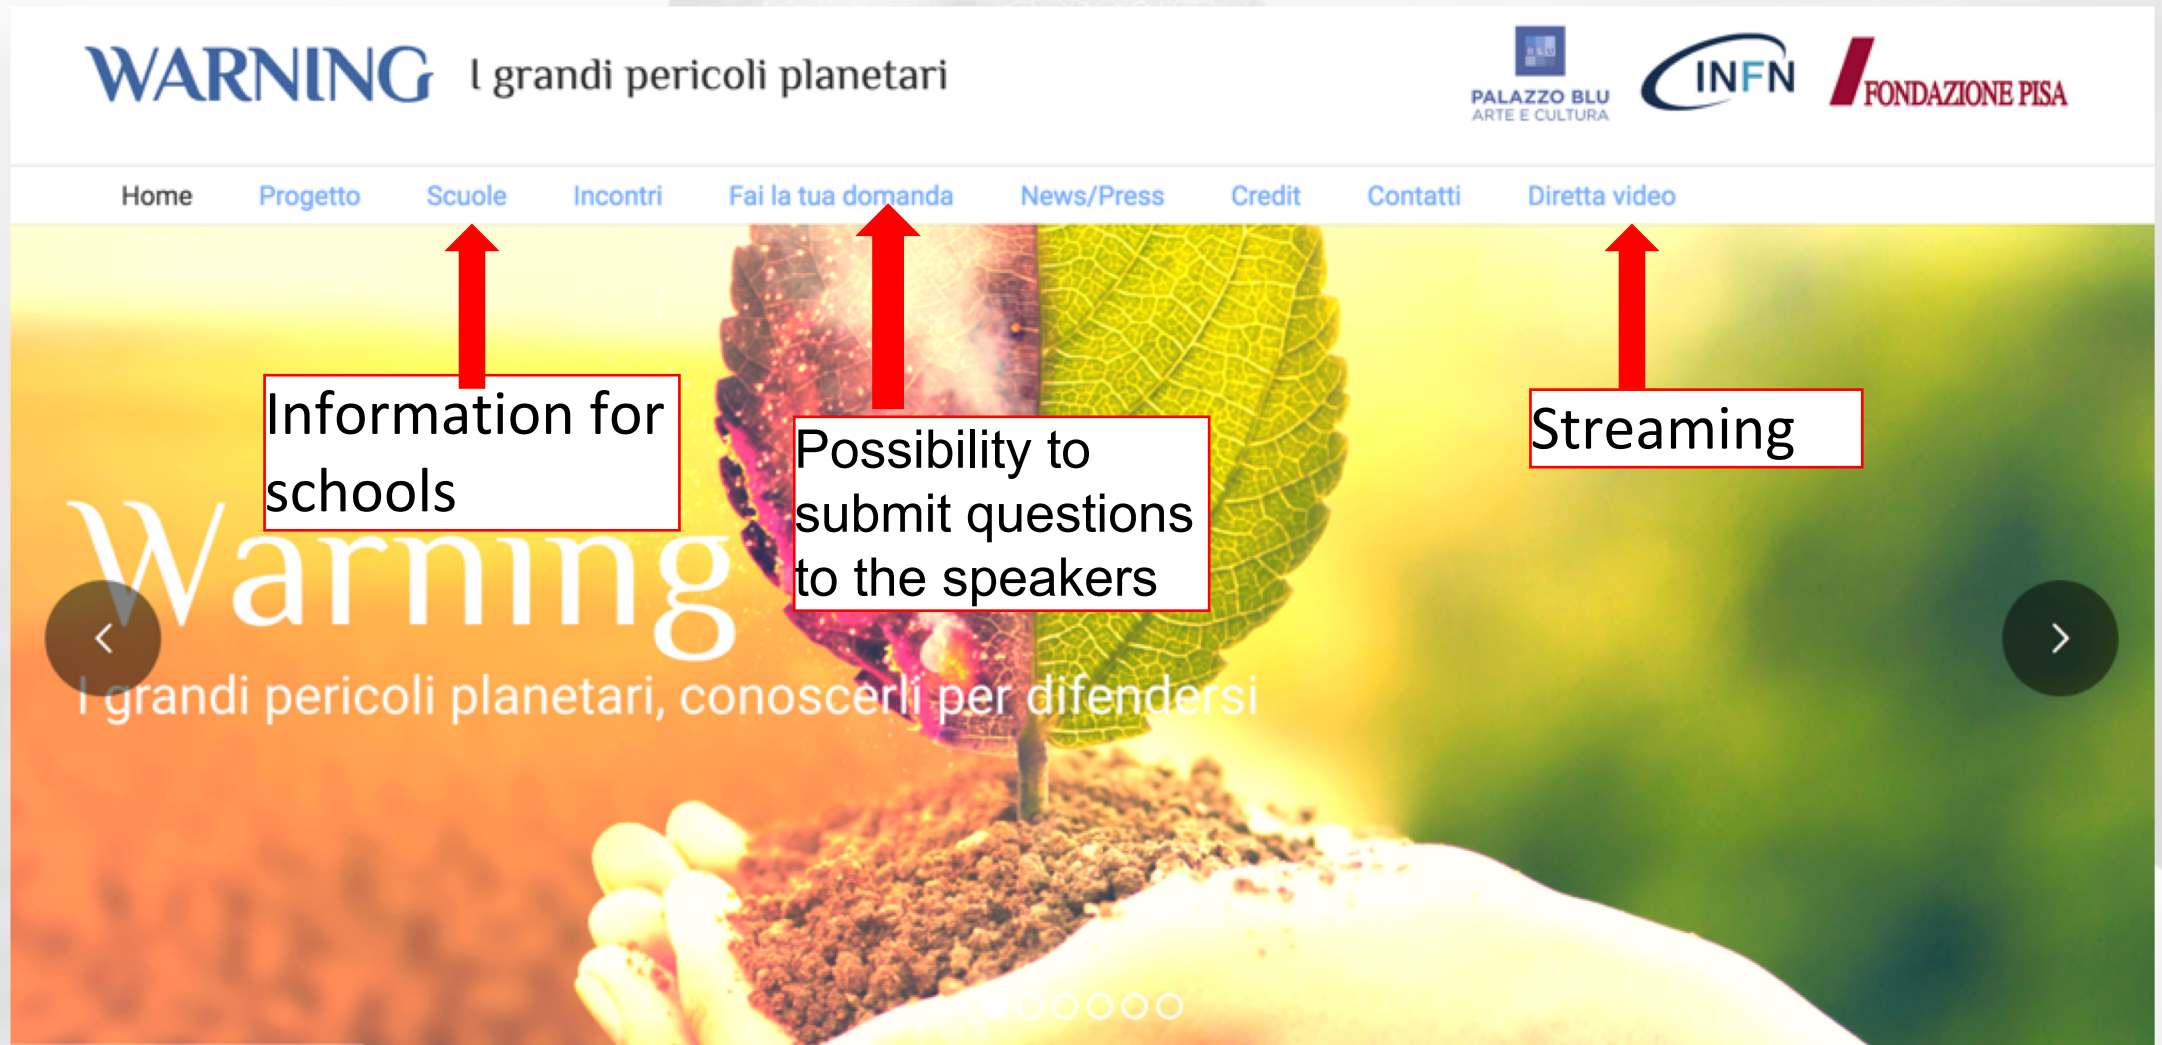 WARNING I grandi pericoli planetari
BLU
PALAZZO BLU
ARTE E CULTURA
INFN
FONDAZIONE PISA
Home Progetto Scuole Incontri Fai la tua domanda News/Press Credit Contatti Diretta video
Information for
schools
Possibility to
submit questions
to the speakers
Streaming
Warning
I grandi pericoli planetari, conoscerli per difendersi